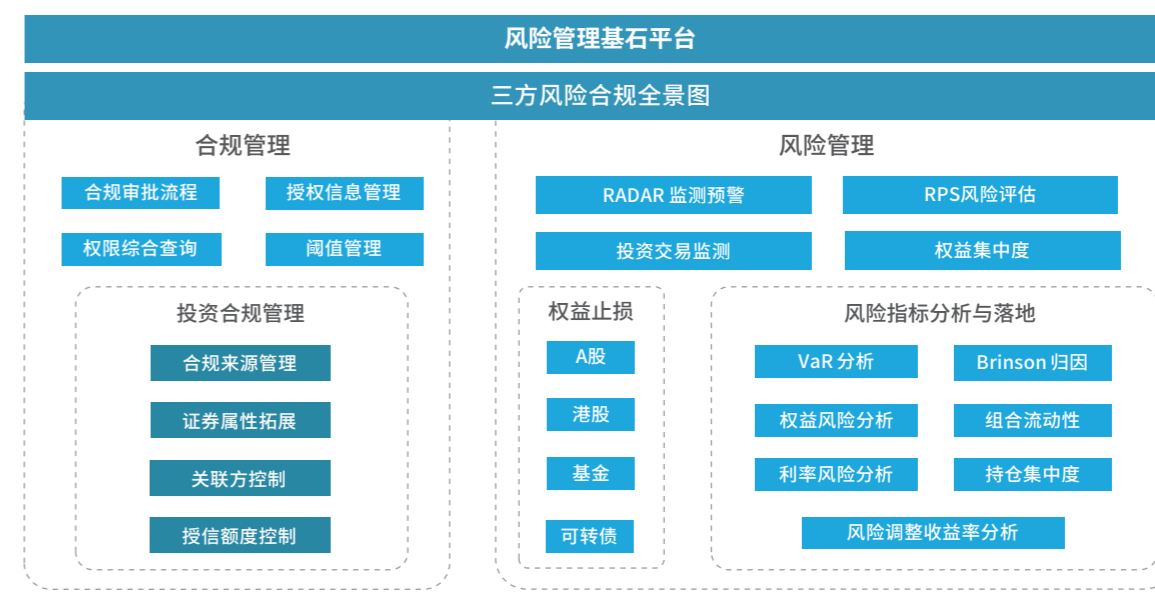 风险管理基石平台
三方风险合规全景图
合规管理
合规审批流程
授权信息管理
权限综合查询
阈值管理
投资合规管理
合规来源管理
证券属性拓展
关联方控制
授信额度控制
风险管理
RADAR 监测预警
RPS风险评估
投资交易监测
权益集中度
权益止损
A股
港股
基金
可转债
风险指标分析与落地
VaR 分析
Brinson 归因
权益风险分析
组合流动性
利率风险分析
持仓集中度
风险调整收益率分析